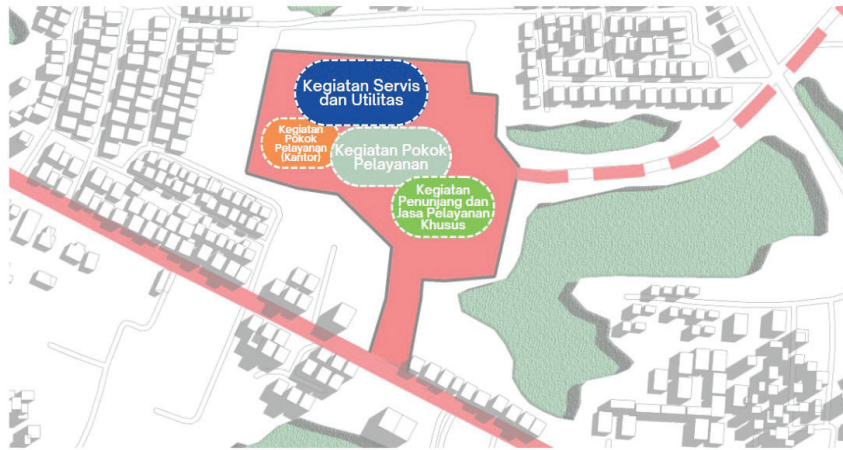 Kegiatan Servis
dan Utilitas
Kegiatan
Pokok
Pelayanan
(Kantor)
Kegiatan Pokok
Pelayanan
Kegiatan
Penunjang dan
Jasa Pelayanan
Khusus